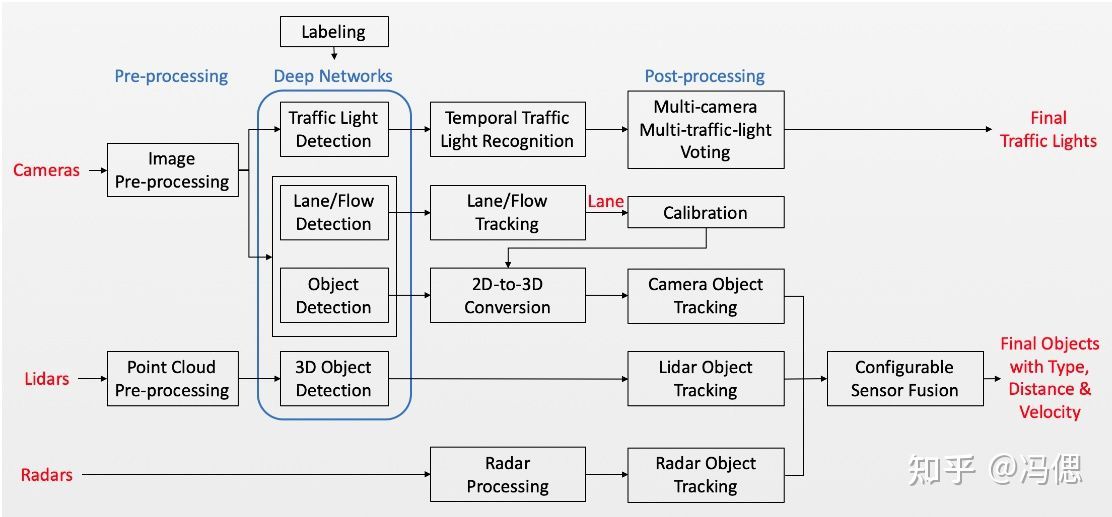 Labeling
Pre-processing
Deep Networks
Post-processing
Cameras
Image
Pre-processing
Traffic Light
Detection
Temporal Traffic
Light Recognition
Multi-camera
Multi-traffic-light
Voting
Final
Traffic Lights
Lane/Flow
Detection
Lane/Flow
Tracking
Lane
Calibration
Object
Detection
2D-to-3D
Conversion
Camera Object
Tracking
Lidars
Point Cloud
Pre-processing
3D Object
Detection
Lidar Object
Tracking
Configurable
Sensor Fusion
Final Objects
with Type,
Distance &
Velocity
Radars
Radar
Processing
Radar Object
Tracking
知乎 @冯偲